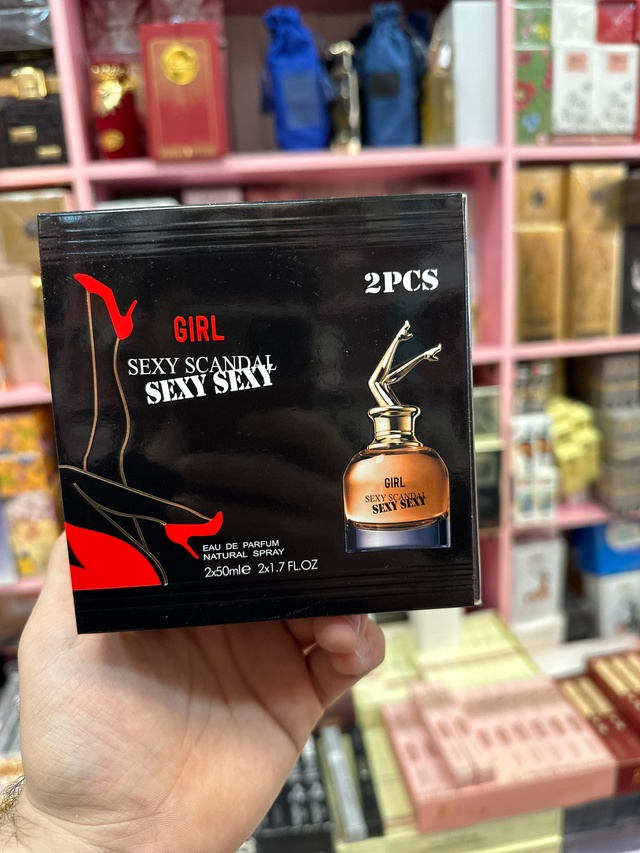 2PCS
GIRL
SEXY SCANDAL
SEXY SEXY
GIRL
SEXY SCANDAL
SEXY SEXY
EAU DE PARFUM
NATURAL SPRAY
2x50mle 2x1.7 FL.OZ